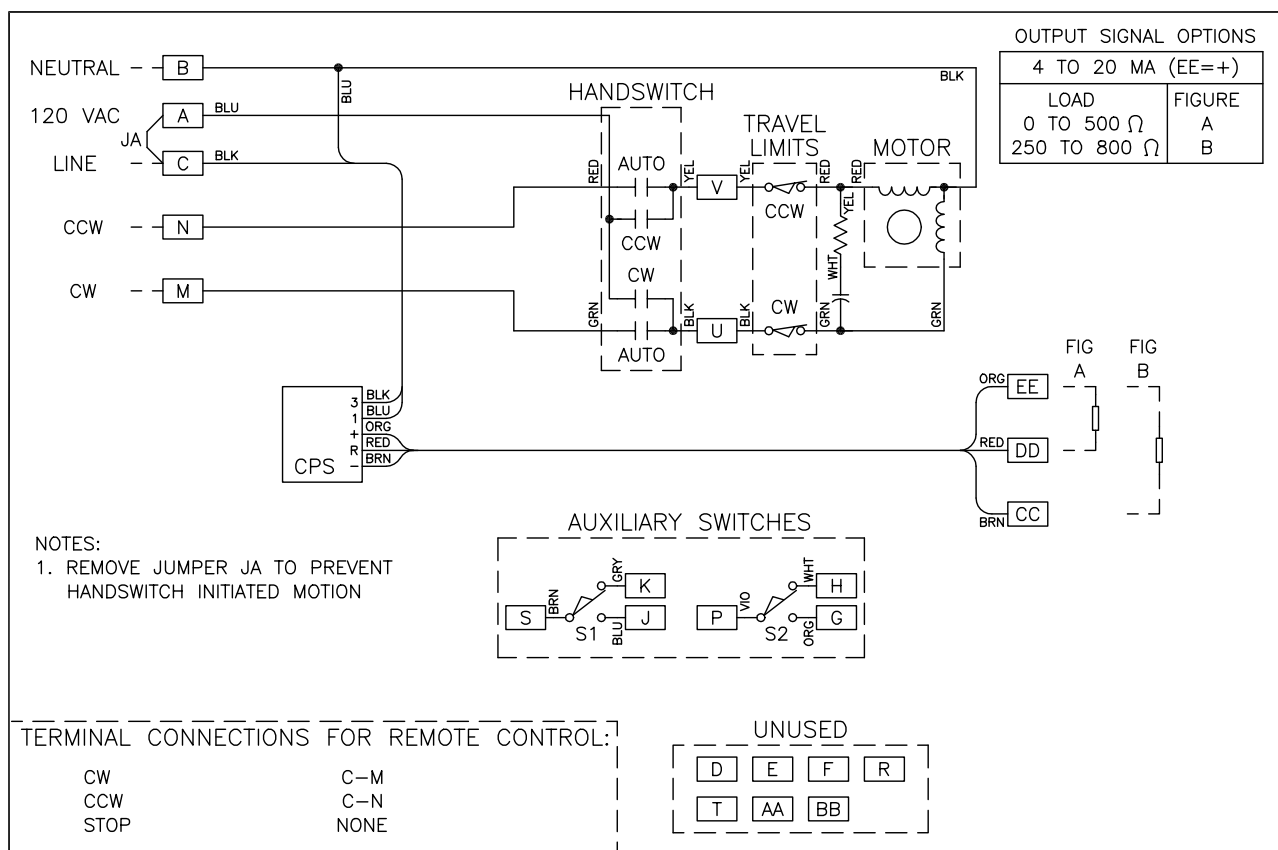 OUTPUT SIGNAL OPTIONS
4 TO 20 MA (EE=+)
LOAD FIGURE
0 TO 500 Ω A
250 TO 800 Ω B
NEUTRAL B
BLU
BLK
120 VAC A BLU
JA
LINE C BLK
CCW N
CW M
HANDSWITCH
RED AUTO YEL
CCW
CW
GRN AUTO BLK
V
U
TRAVEL
LIMITS
YEL CCW RED
BLK CW GRN
MOTOR
RED
YEL
WHT
GRN
CPS
3 BLK
1 BLU
+ ORG
R RED
- BRN
ORG EE
RED DD
BRN CC
FIG
A
FIG
B
NOTES:
1. REMOVE JUMPER JA TO PREVENT
HANDSWITCH INITIATED MOTION
AUXILIARY SWITCHES
S BRN S1 GRY K
BLU J
P VIO S2 WHT H
ORG G
TERMINAL CONNECTIONS FOR REMOTE CONTROL:
CW C-M
CCW C-N
STOP NONE
UNUSED
D E F R
T AA BB